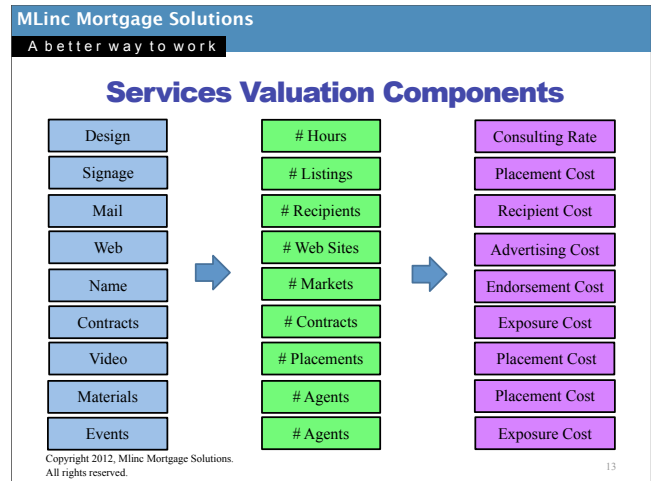 MLinc Mortgage Solutions
A better way to work
Services Valuation Components
Design
# Hours
Consulting Rate
Signage
# Listings
Placement Cost
Mail
# Recipients
Recipient Cost
Web
# Web Sites
Advertising Cost
Name
# Markets
Endorsement Cost
Contracts
# Contracts
Exposure Cost
Video
# Placements
Placement Cost
Materials
# Agents
Placement Cost
Events
# Agents
Exposure Cost
Copyright 2012, Mlinc Mortgage Solutions.
All rights reserved.
13